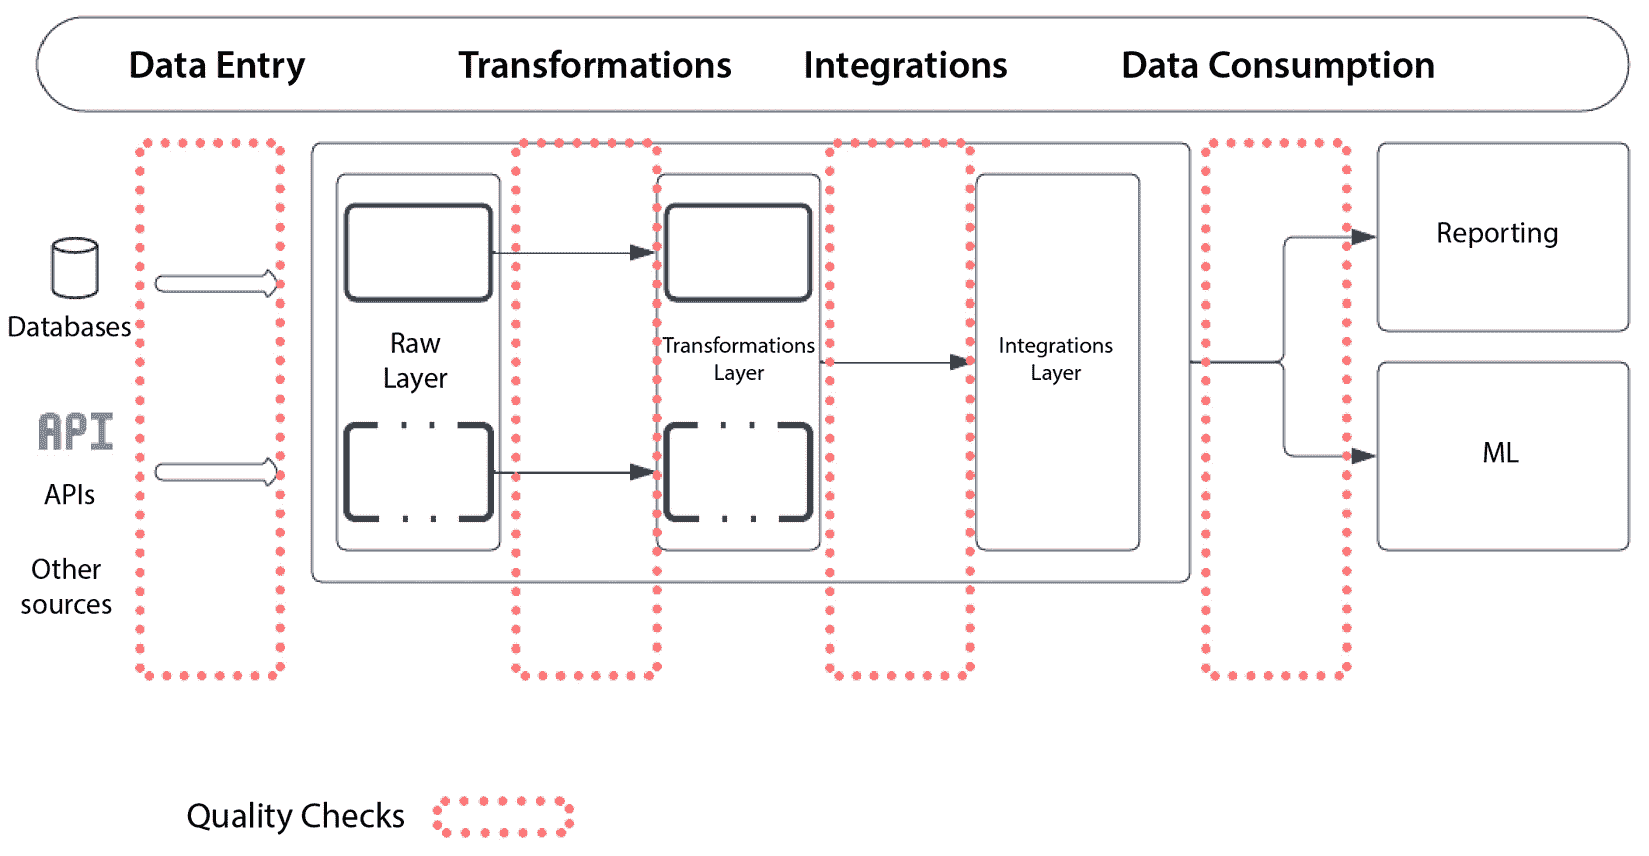 Data Entry
Transformations
Integrations
Data Consumption
Databases
API
APIs
Other
sources
Raw
Layer
Transformations
Layer
Integrations
Layer
Reporting
ML
Quality Checks